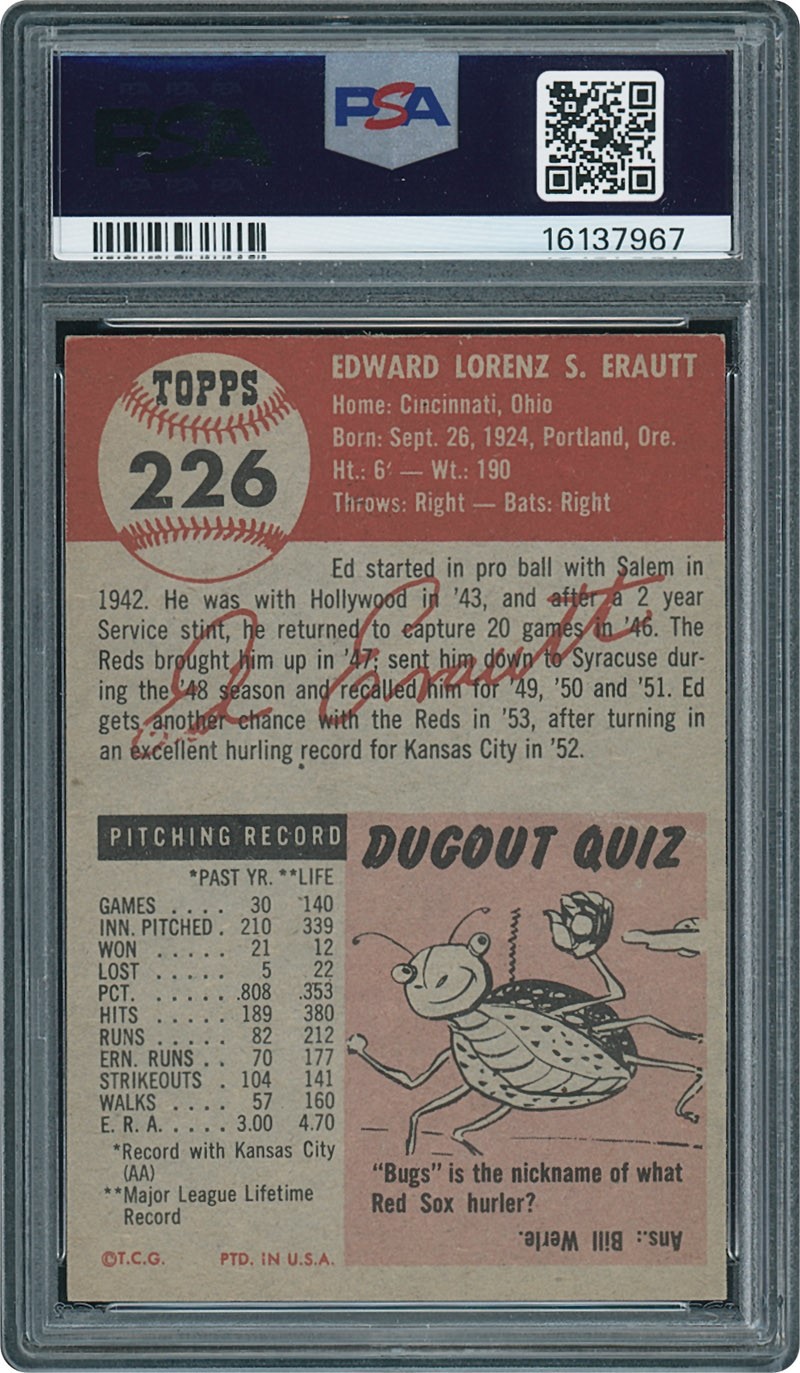 PSA
16137967
TOPPS
226
EDWARD LORENZ S. ERAUTT
Home: Cincinnati, Ohio
Born: Sept. 26, 1924, Portland, Ore.
Ht.: 6' — Wt.: 190
Throws: Right — Bats: Right
Ed started in pro ball with Salem in
1942. He was with Hollywood in '43, and after a 2 year
Service stint, he returned to capture 20 games in '46. The
Reds brought him up in '47; sent him down to Syracuse dur-
ing the '48 season and recalled him for '49, '50 and '51. Ed
gets another chance with the Reds in '53, after turning in
an excellent hurling record for Kansas City in '52.
Ed Erautt
PITCHING RECORD
*PAST YR. **LIFE
GAMES .... 30 140
INN. PITCHED . 210 339
WON ..... 21 12
LOST ..... 5 22
PCT. ..... .808 .353
HITS ..... 189 380
RUNS ..... 82 212
ERN. RUNS .. 70 177
STRIKEOUTS . 104 141
WALKS .... 57 160
E. R. A. .... 3.00 4.70
*Record with Kansas City
(AA)
**Major League Lifetime
Record
©T.C.G. PTD. IN U.S.A.
DUGOUT QUIZ
"Bugs" is the nickname of what
Red Sox hurler?
Ans.: Bill Werle.